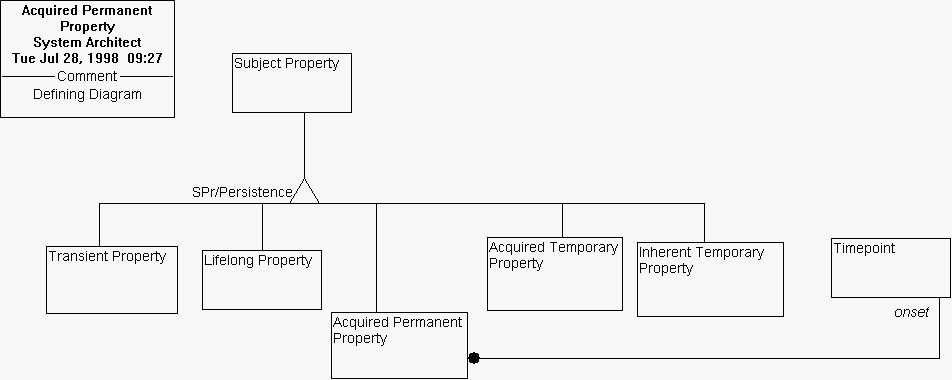 Acquired Permanent
Property
System Architect
Tue Jul 28, 1998  09:27
Comment
Defining Diagram
Subject Property
SPr/Persistence
Transient Property
Lifelong Property
Acquired Permanent
Property
Acquired Temporary
Property
Inherent Temporary
Property
Timepoint
onset